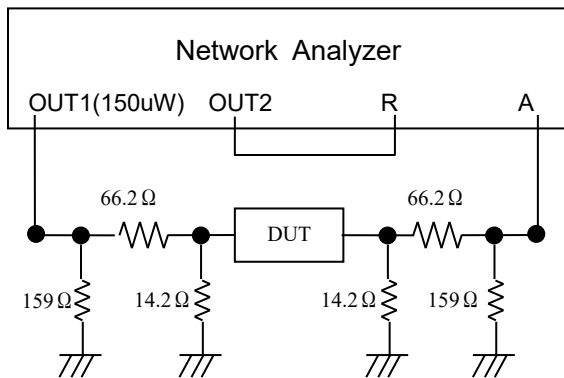 Network Analyzer
OUT1(150uW) OUT2 R A
66.2 Ω 66.2 Ω
DUT
159 Ω 14.2 Ω 14.2 Ω 159 Ω